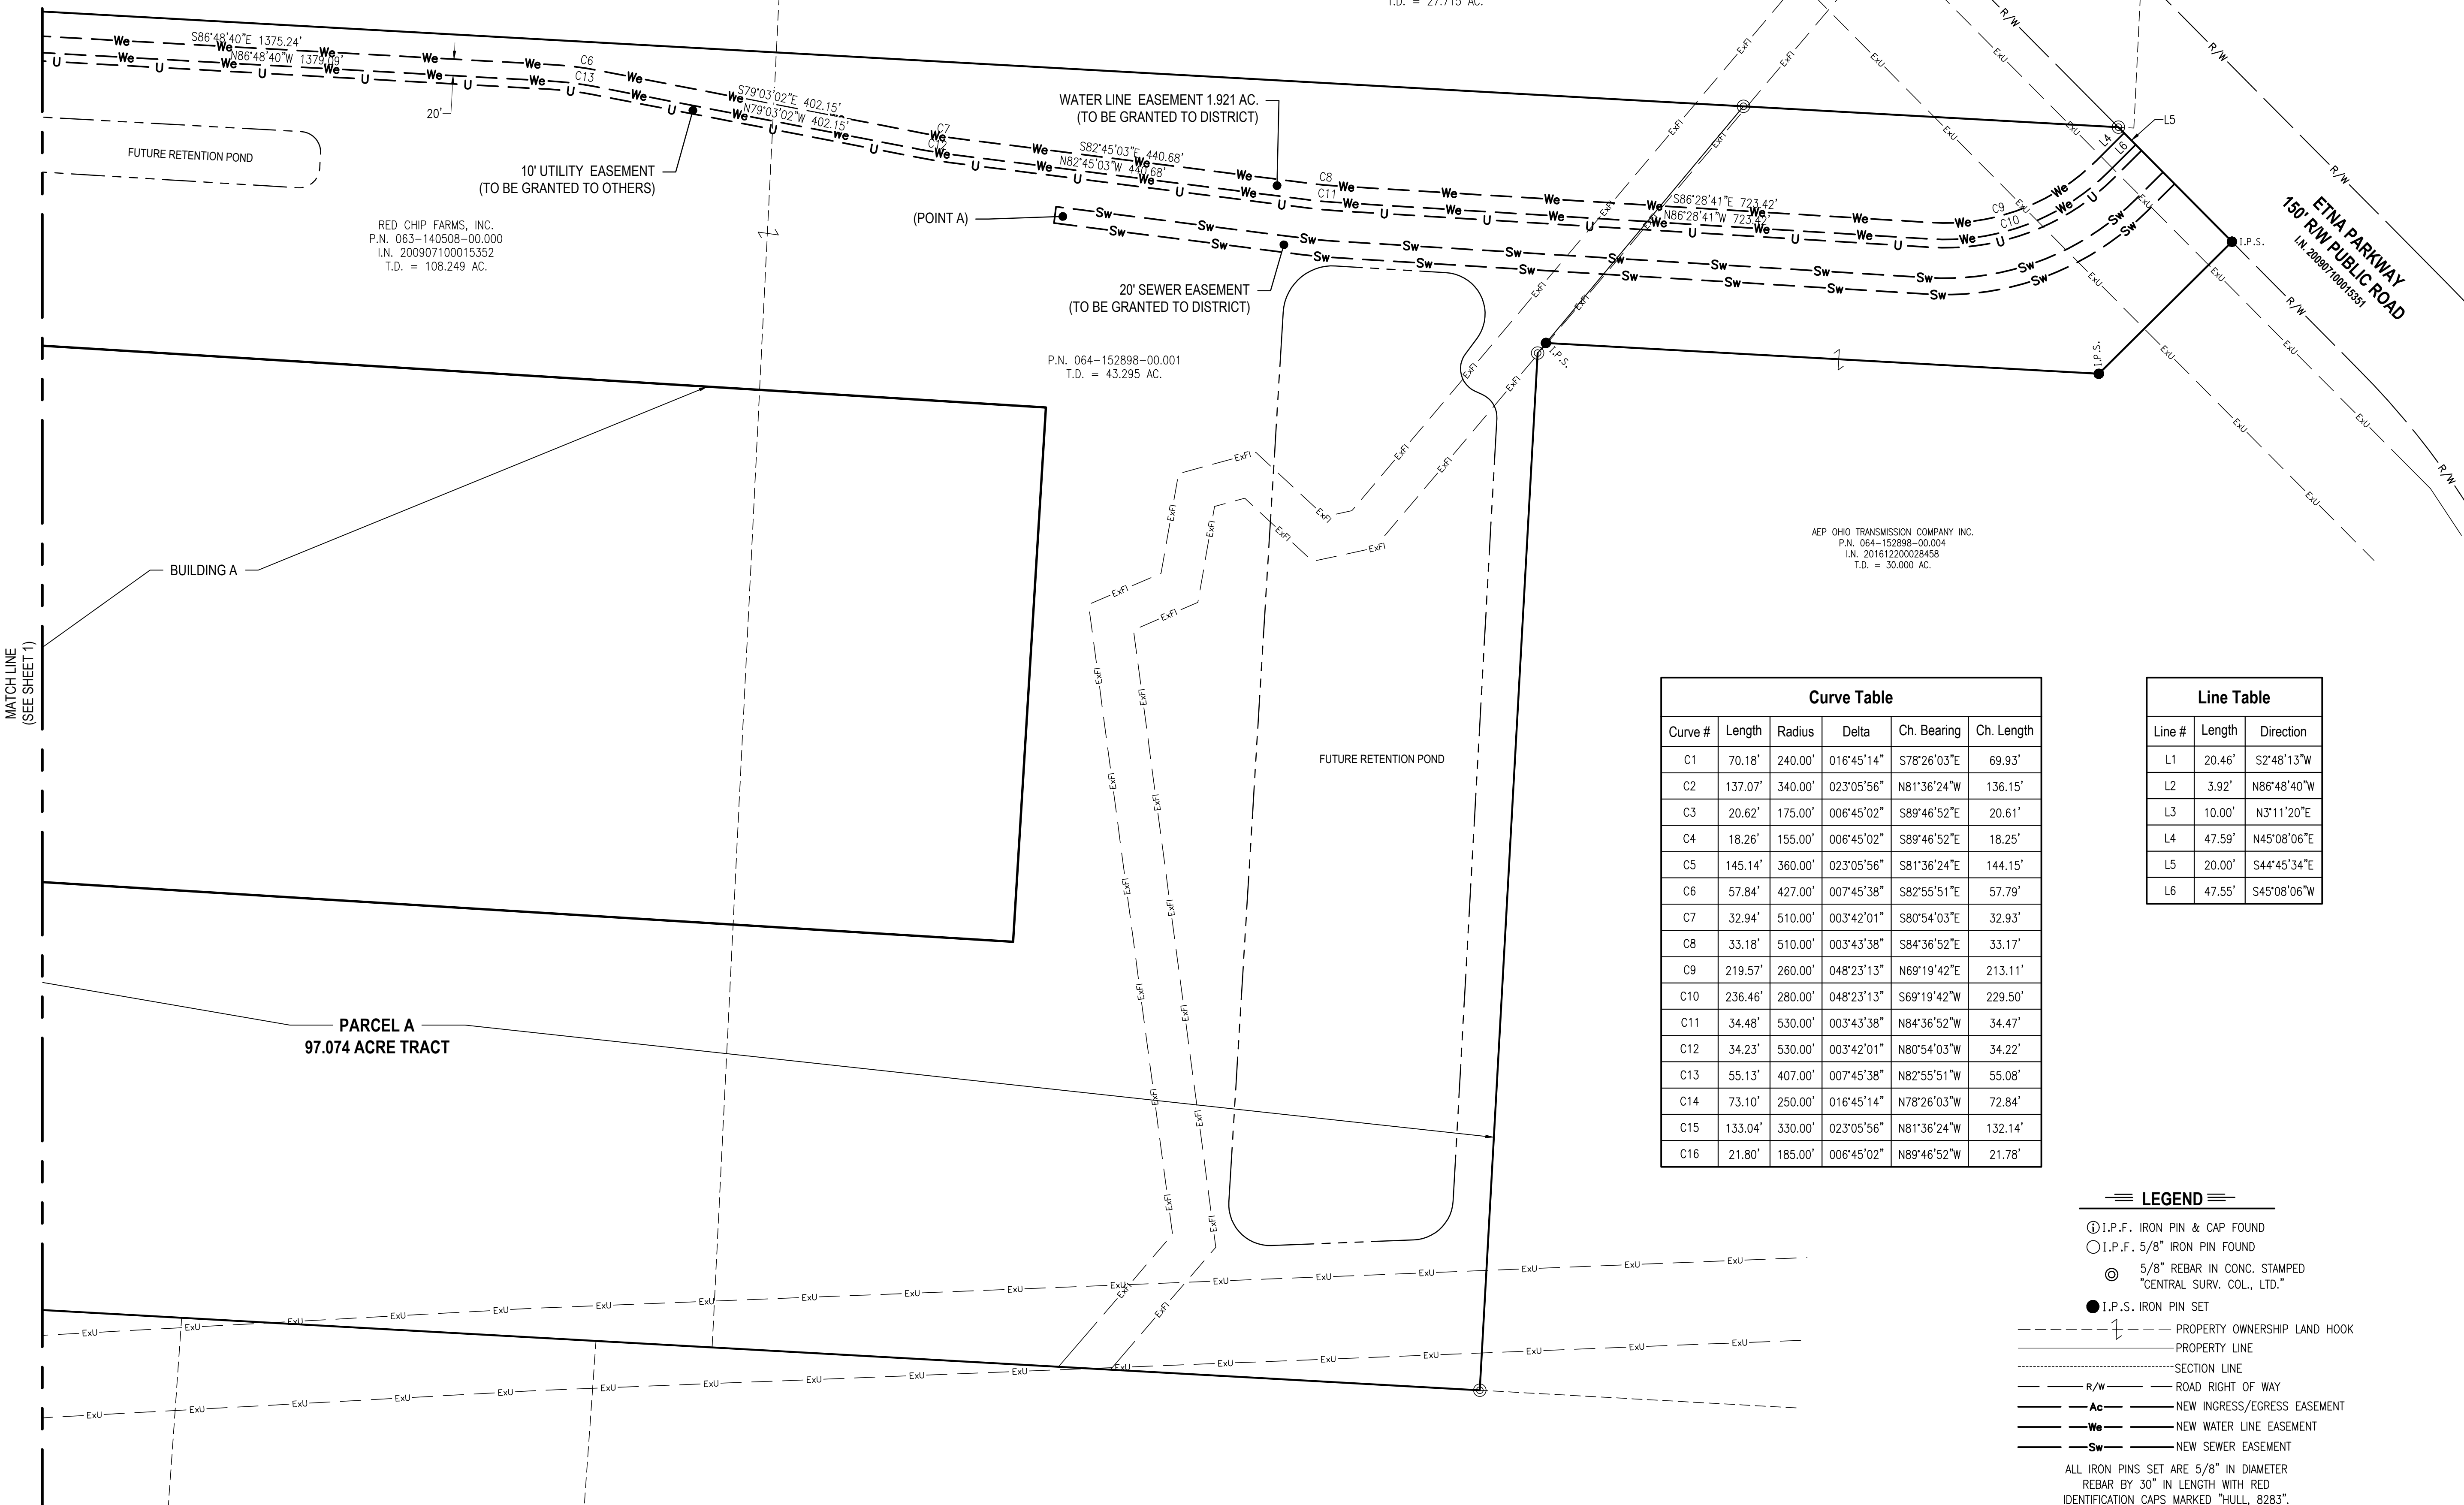 T.D. = 27.715 AC.
S86°48'40"E 1375.24'
N86°48'40"W 1379.09'
20'
C6
C13
S79°03'02"E 402.15'
N79°03'02"W 402.15'
C7
C12
S82°45'03"E 440.68'
N82°45'03"W 440.68'
C8
C11
S86°28'41"E 723.42'
N86°28'41"W 723.42'
C9
C10
L4
L6
L5
WATER LINE EASEMENT 1.921 AC.
(TO BE GRANTED TO DISTRICT)
10' UTILITY EASEMENT
(TO BE GRANTED TO OTHERS)
(POINT A)
20' SEWER EASEMENT
(TO BE GRANTED TO DISTRICT)
FUTURE RETENTION POND
RED CHIP FARMS, INC.
P.N. 063-140508-00.000
I.N. 200907100015352
T.D. = 108.249 AC.
P.N. 064-152898-00.001
T.D. = 43.295 AC.
ETNA PARKWAY
150' R/W PUBLIC ROAD
I.N. 200907100015351
I.P.S.
I.P.S.
I.P.S.
AEP OHIO TRANSMISSION COMPANY INC.
P.N. 064-152898-00.004
I.N. 201612200028458
T.D. = 30.000 AC.
BUILDING A
MATCH LINE
(SEE SHEET 1)
PARCEL A
97.074 ACRE TRACT
FUTURE RETENTION POND
Curve Table
Curve # Length Radius Delta Ch. Bearing Ch. Length
C1 70.18' 240.00' 016°45'14" S78°26'03"E 69.93'
C2 137.07' 340.00' 023°05'56" N81°36'24"W 136.15'
C3 20.62' 175.00' 006°45'02" S89°46'52"E 20.61'
C4 18.26' 155.00' 006°45'02" S89°46'52"E 18.25'
C5 145.14' 360.00' 023°05'56" S81°36'24"E 144.15'
C6 57.84' 427.00' 007°45'38" S82°55'51"E 57.79'
C7 32.94' 510.00' 003°42'01" S80°54'03"E 32.93'
C8 33.18' 510.00' 003°43'38" S84°36'52"E 33.17'
C9 219.57' 260.00' 048°23'13" N69°19'42"E 213.11'
C10 236.46' 280.00' 048°23'13" S69°19'42"W 229.50'
C11 34.48' 530.00' 003°43'38" N84°36'52"W 34.47'
C12 34.23' 530.00' 003°42'01" N80°54'03"W 34.22'
C13 55.13' 407.00' 007°45'38" N82°55'51"W 55.08'
C14 73.10' 250.00' 016°45'14" N78°26'03"W 72.84'
C15 133.04' 330.00' 023°05'56" N81°36'24"W 132.14'
C16 21.80' 185.00' 006°45'02" N89°46'52"W 21.78'
Line Table
Line # Length Direction
L1 20.46' S2°48'13"W
L2 3.92' N86°48'40"W
L3 10.00' N3°11'20"E
L4 47.59' N45°08'06"E
L5 20.00' S44°45'34"E
L6 47.55' S45°08'06"W
LEGEND
I.P.F. IRON PIN & CAP FOUND
I.P.F. 5/8" IRON PIN FOUND
5/8" REBAR IN CONC. STAMPED
"CENTRAL SURV. COL., LTD."
I.P.S. IRON PIN SET
PROPERTY OWNERSHIP LAND HOOK
PROPERTY LINE
SECTION LINE
R/W ROAD RIGHT OF WAY
Ac NEW INGRESS/EGRESS EASEMENT
We NEW WATER LINE EASEMENT
Sw NEW SEWER EASEMENT
ALL IRON PINS SET ARE 5/8" IN DIAMETER
REBAR BY 30" IN LENGTH WITH RED
IDENTIFICATION CAPS MARKED "HULL, 8283".